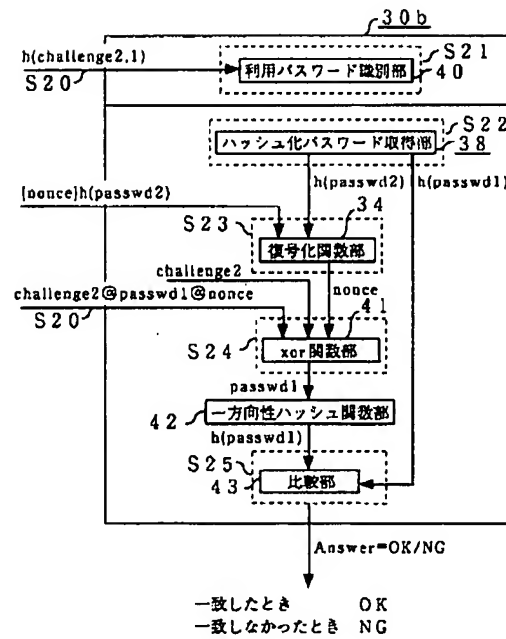 30b
h(challenge2,1)
S20
S21
利用パスワード識別部
40
S22
ハッシュ化パスワード取得部
38
h(passwd2)
h(passwd1)
[nonce]h(passwd2)
S23
34
復号化関数部
challenge2
nonce
challenge2@passwd1@nonce
S20
41
S24
xor関数部
passwd1
42
一方向性ハッシュ関数部
h(passwd1)
S25
43
比較部
Answer=OK/NG
一致したとき OK
一致しなかったとき NG